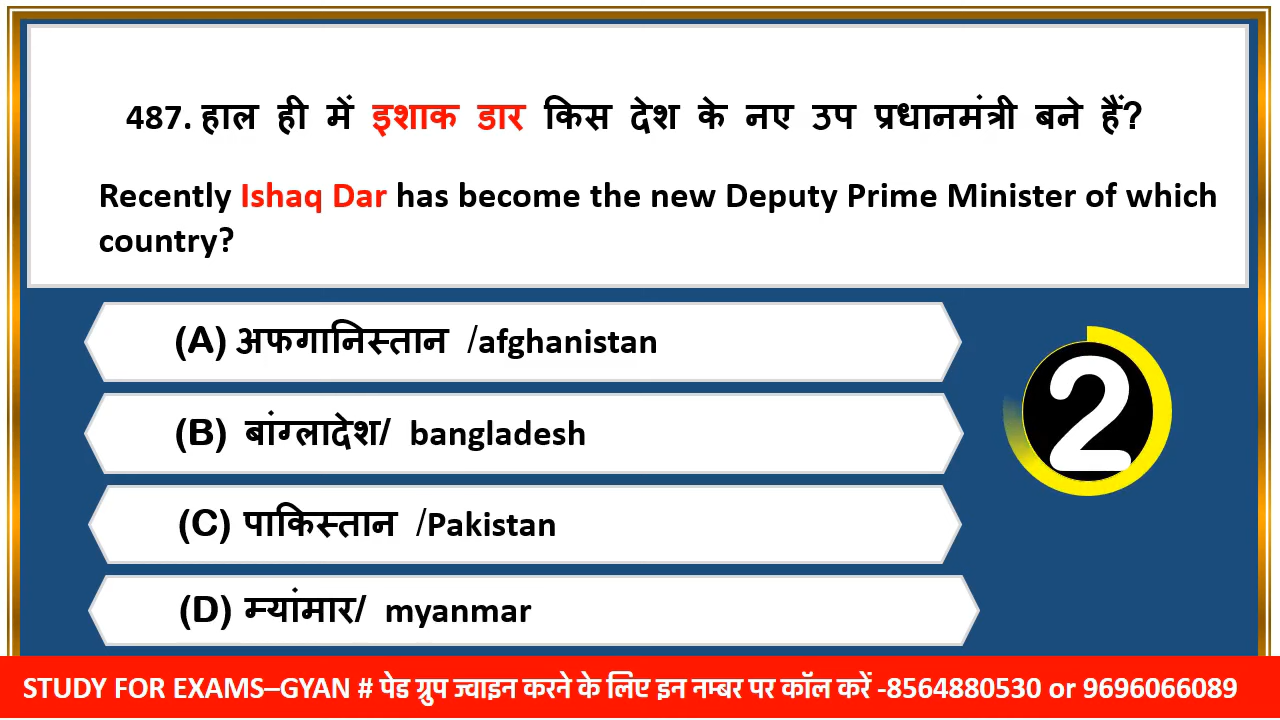 487. हाल ही में इशाक डार किस देश के नए उप प्रधानमंत्री बने हैं?
Recently Ishaq Dar has become the new Deputy Prime Minister of which
country?
(A) अफगानिस्तान /afghanistan
(B) बांग्लादेश/ bangladesh
2
(C) पाकिस्तान /Pakistan
(D) म्यांमार/ myanmar
STUDY FOR EXAMS–GYAN # पेड ग्रुप ज्वाइन करने के लिए इन नम्बर पर कॉल करें -8564880530 or 9696066089